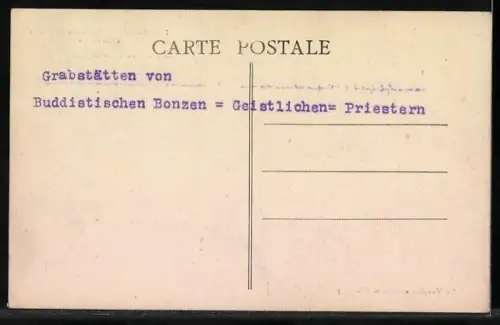 CARTE POSTALE
Grabstätten von
Buddistischen Bonzen = Geistlichen= Priestern